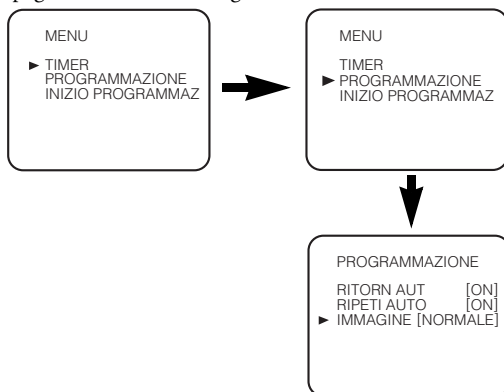 MENU
TIMER
PROGRAMMAZIONE
INIZIO PROGRAMMAZ
MENU
TIMER
PROGRAMMAZIONE
INIZIO PROGRAMMAZ
PROGRAMMAZIONE
RITORN AUT [ON]
RIPETI AUTO [ON]
IMMAGINE [NORMALE]